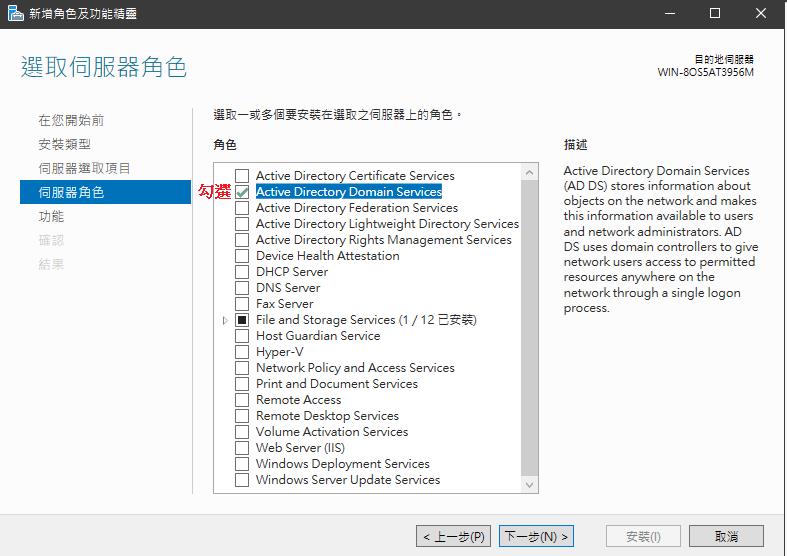 新增角色及功能精靈
選取伺服器角色
目的地伺服器
WIN-8OS5AT3956M
在您開始前
安裝類型
伺服器選取項目
伺服器角色
功能
確認
結果
選取一或多個要安裝在選取之伺服器上的角色。
角色
勾選
Active Directory Certificate Services
Active Directory Domain Services
Active Directory Federation Services
Active Directory Lightweight Directory Services
Active Directory Rights Management Services
Device Health Attestation
DHCP Server
DNS Server
Fax Server
File and Storage Services (1 / 12 已安裝)
Host Guardian Service
Hyper-V
Network Policy and Access Services
Print and Document Services
Remote Access
Remote Desktop Services
Volume Activation Services
Web Server (IIS)
Windows Deployment Services
Windows Server Update Services
描述
Active Directory Domain Services
(AD DS) stores information about
objects on the network and makes
this information available to users
and network administrators. AD
DS uses domain controllers to give
network users access to permitted
resources anywhere on the
network through a single logon
process.
< 上一步(P)
下一步(N) >
安裝(I)
取消